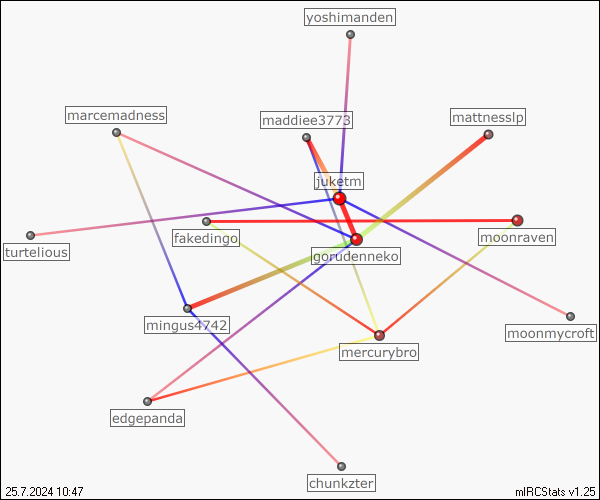 yoshimanden
marcemadness
maddiee3773
mattnesslp
juketm
fakedingo
moonraven
turtelious
gorudenneko
mingus4742
moonmycroft
mercurybro
edgepanda
chunkzter
25.7.2024 10:47
mIRCStats v1.25